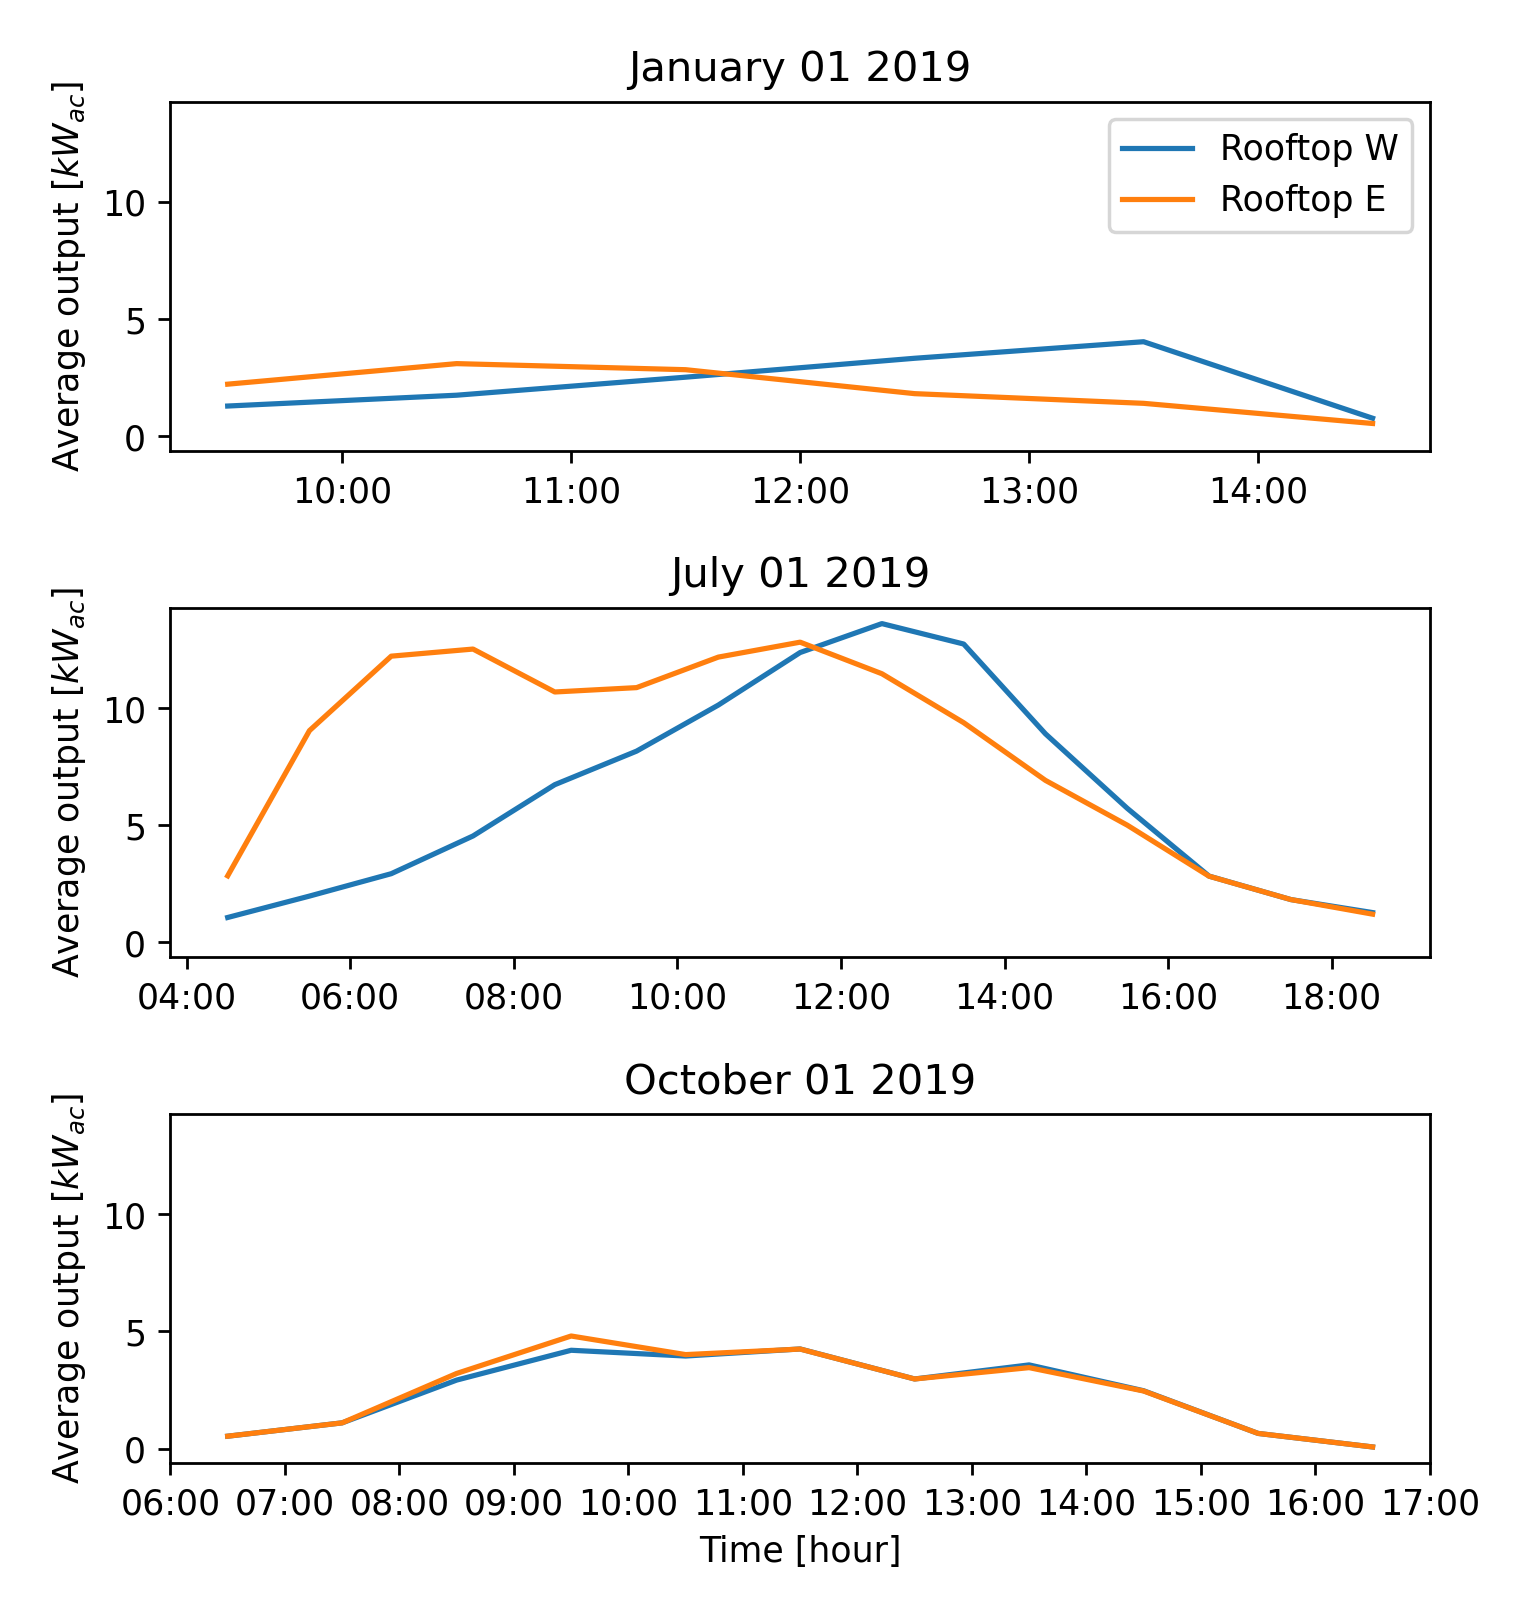 January 01 2019
Average output [kW_ac]
10
5
0
Rooftop W
Rooftop E
10:00 11:00 12:00 13:00 14:00
July 01 2019
Average output [kW_ac]
10
5
0
04:00 06:00 08:00 10:00 12:00 14:00 16:00 18:00
October 01 2019
Average output [kW_ac]
10
5
0
06:00 07:00 08:00 09:00 10:00 11:00 12:00 13:00 14:00 15:00 16:00 17:00
Time [hour]